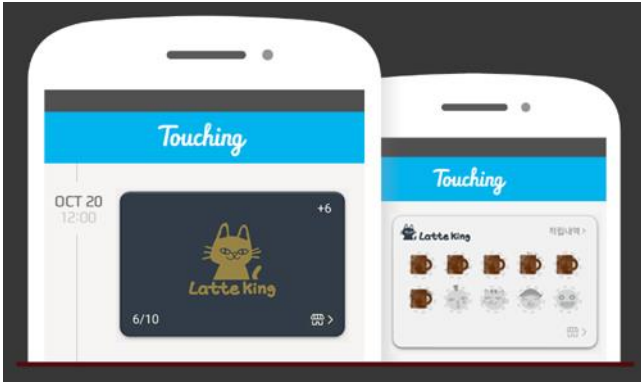 Touching
OCT 20
12:00
+6
Latte King
6/10
Touching
Latte King
적립내역 >